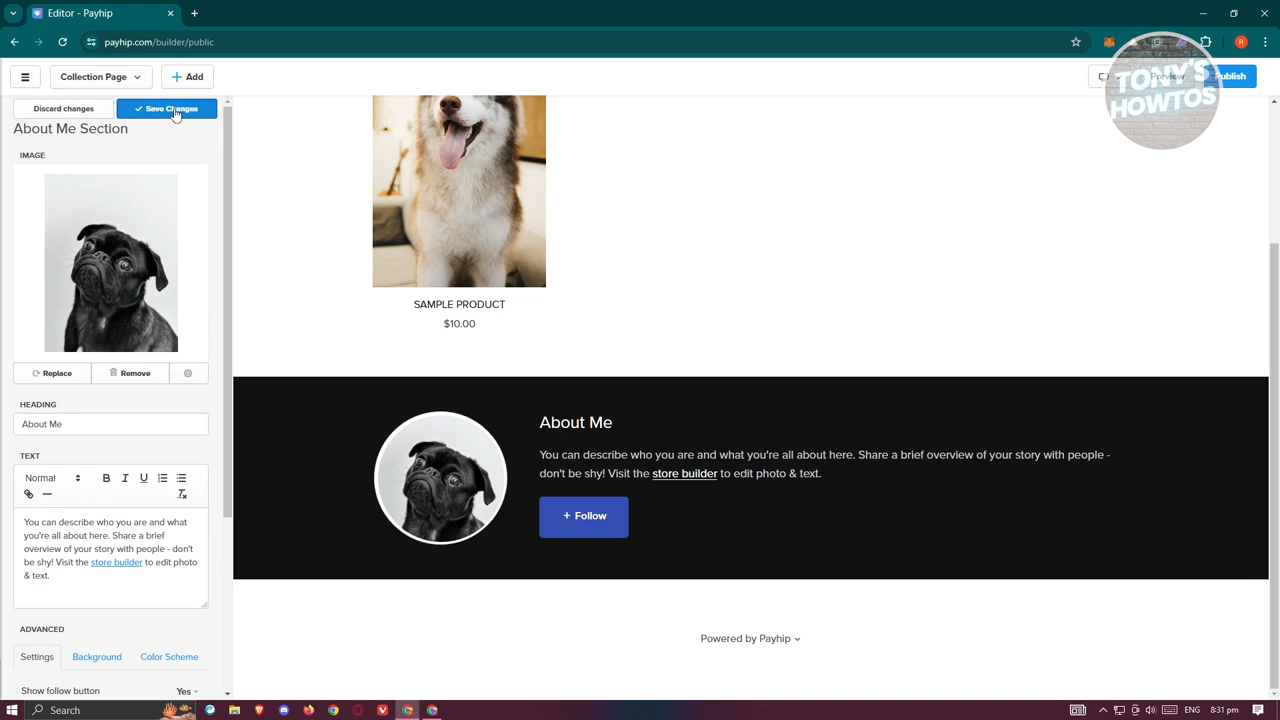 Editor - Payhip
payhip.com/builder/public
Collection Page
Add
Preview
Publish
TONY'S
HOWTOS
Discard changes
Save Changes
About Me Section
IMAGE
Replace
Remove
HEADING
About Me
TEXT
Normal
B I U
You can describe who you are and what
you're all about here. Share a brief
overview of your story with people - don't
be shy! Visit the store builder to edit photo
& text.
ADVANCED
Settings
Background
Color Scheme
Show follow button
Yes
SAMPLE PRODUCT
$10.00
About Me
You can describe who you are and what you're all about here. Share a brief overview of your story with people -
don't be shy! Visit the store builder to edit photo & text.
+ Follow
Powered by Payhip
Search
ENG
8:31 pm